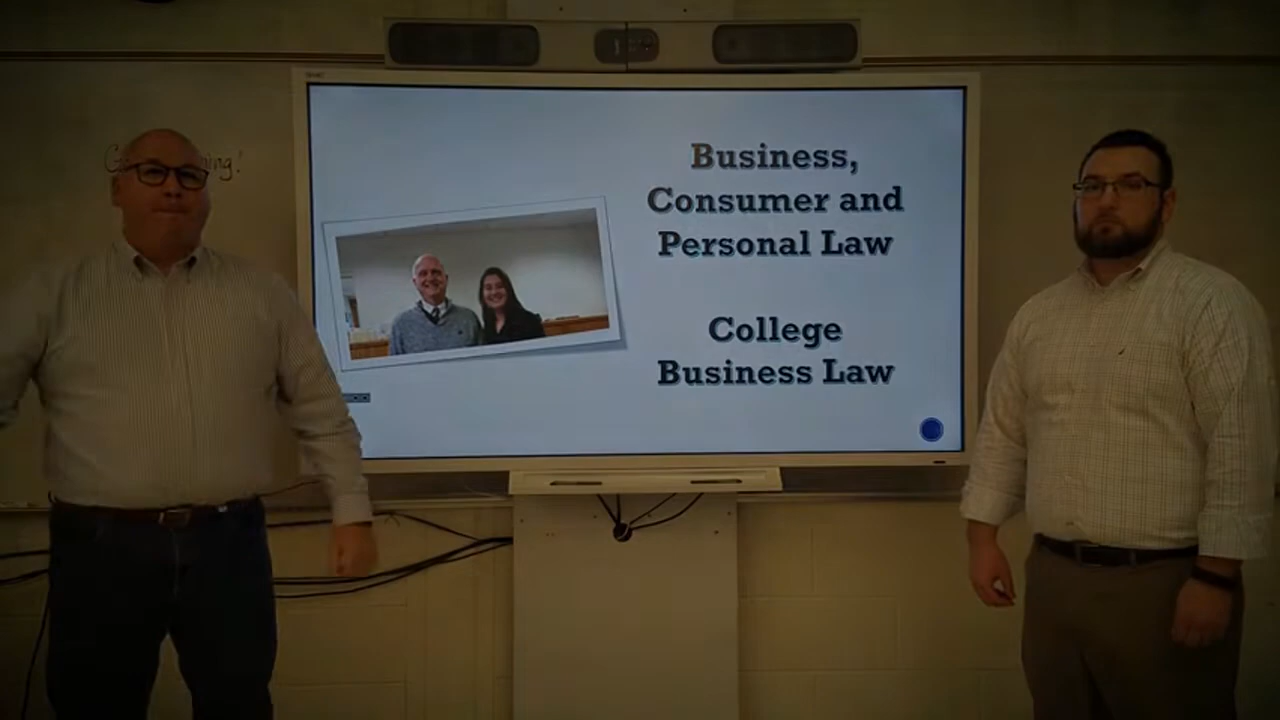 Business,
Consumer and
Personal Law
College
Business Law